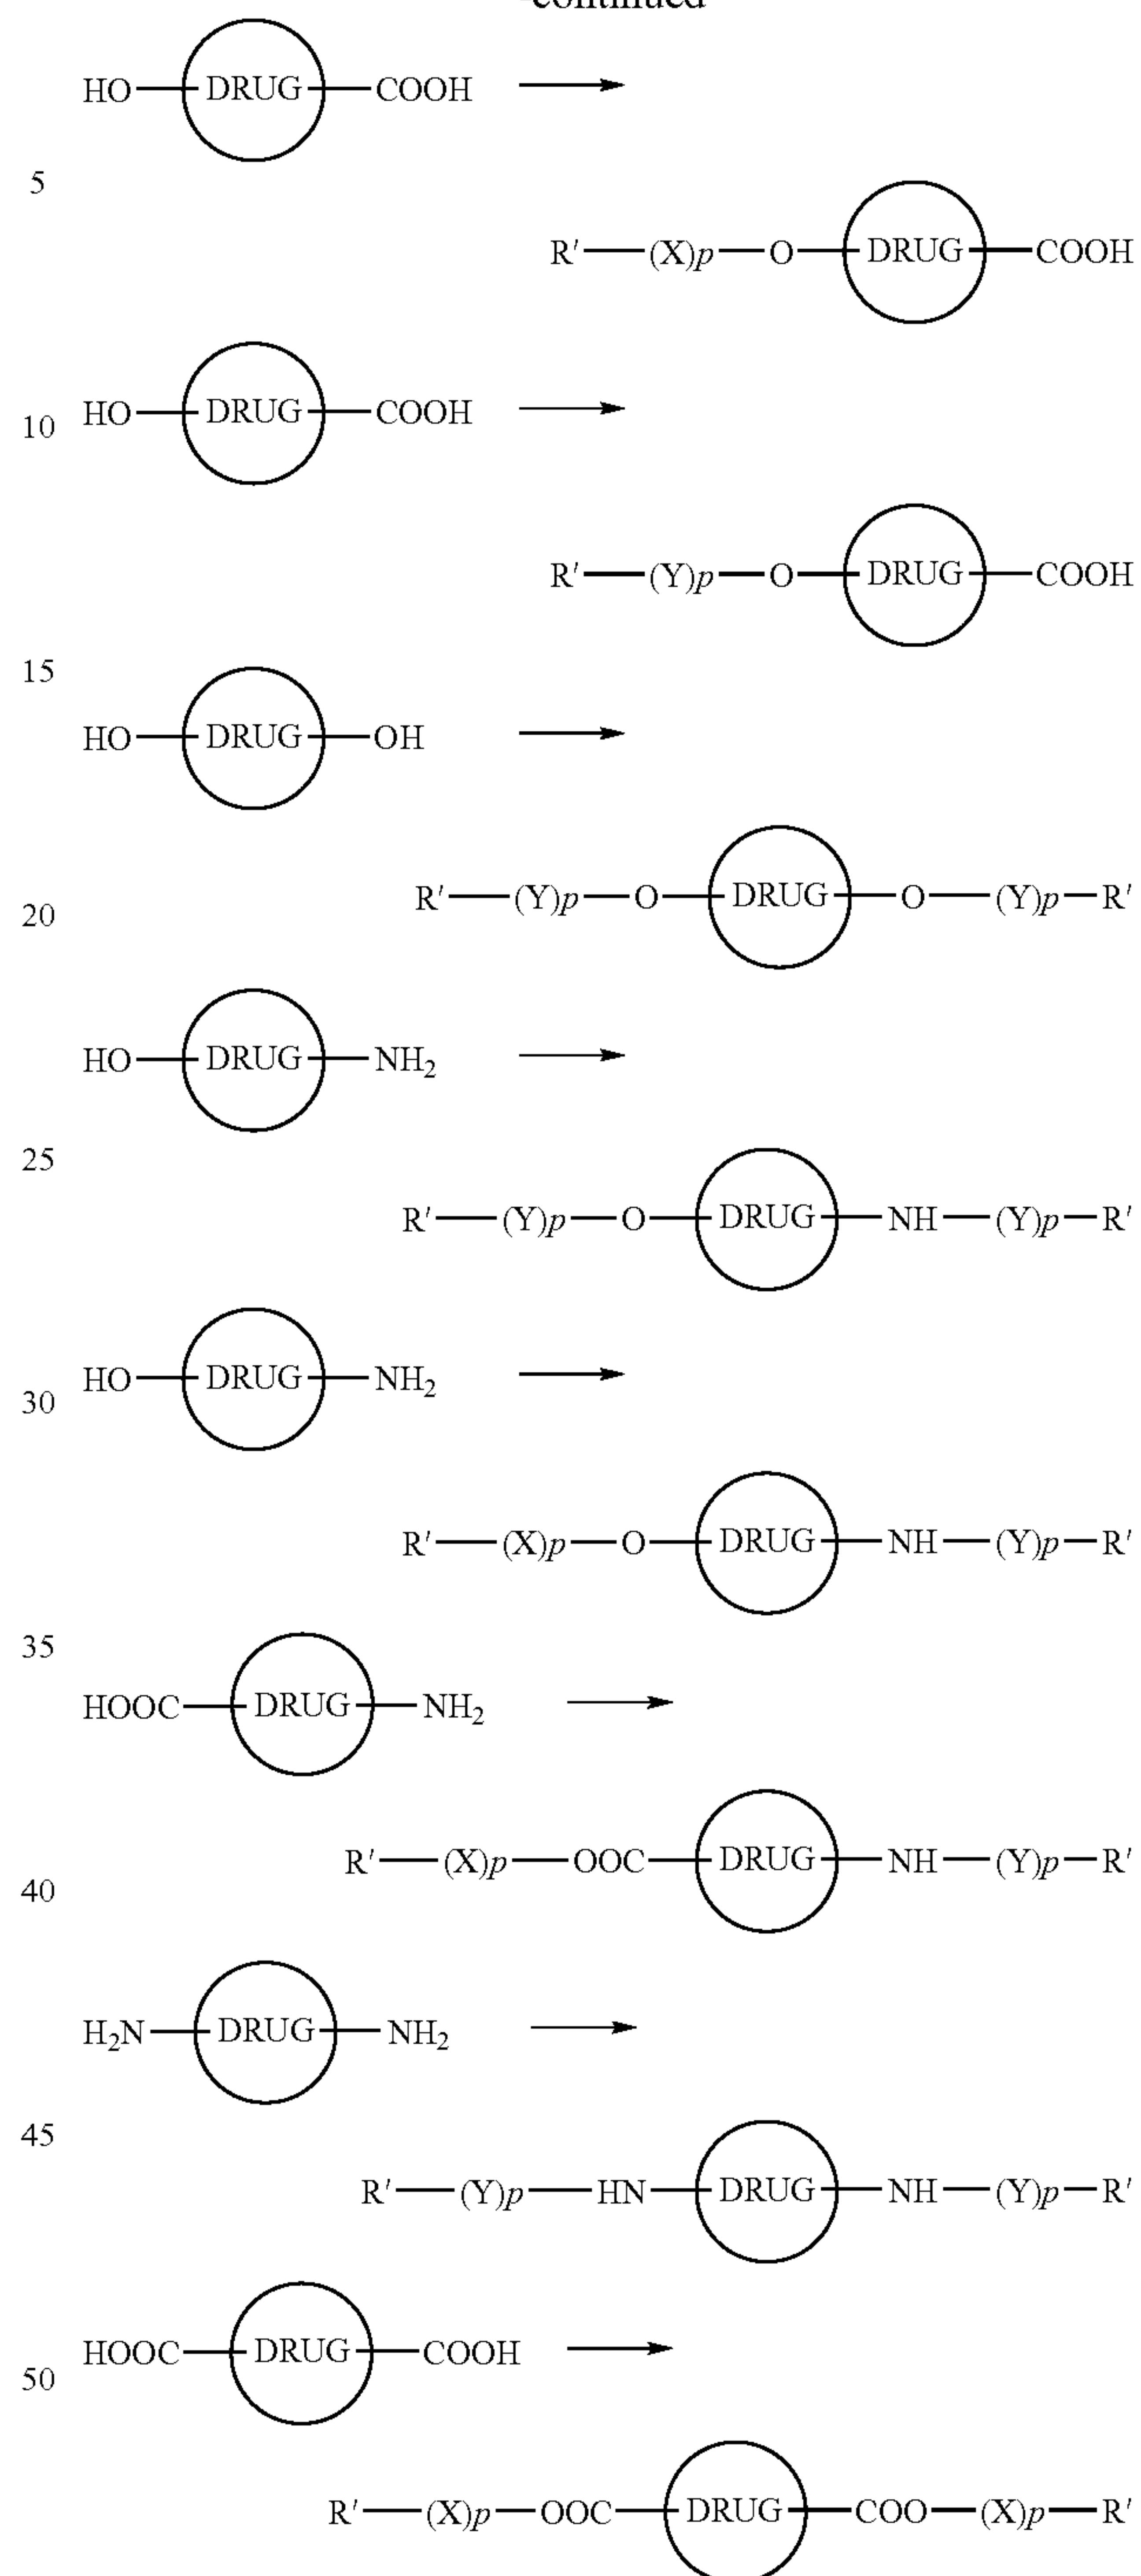 -continued
HO—DRUG—COOH
5
R'—(X)p—O—DRUG—COOH
10 HO—DRUG—COOH
R'—(Y)p—O—DRUG—COOH
15
HO—DRUG—OH
20 R'—(Y)p—O—DRUG—O—(Y)p—R'
HO—DRUG—NH₂
25
R'—(Y)p—O—DRUG—NH—(Y)p—R'
30 HO—DRUG—NH₂
R'—(X)p—O—DRUG—NH—(Y)p—R'
35
HOOC—DRUG—NH₂
40 R'—(X)p—OOC—DRUG—NH—(Y)p—R'
H₂N—DRUG—NH₂
45
R'—(Y)p—HN—DRUG—NH—(Y)p—R'
50 HOOC—DRUG—COOH
R'—(X)p—OOC—DRUG—COO—(X)p—R'